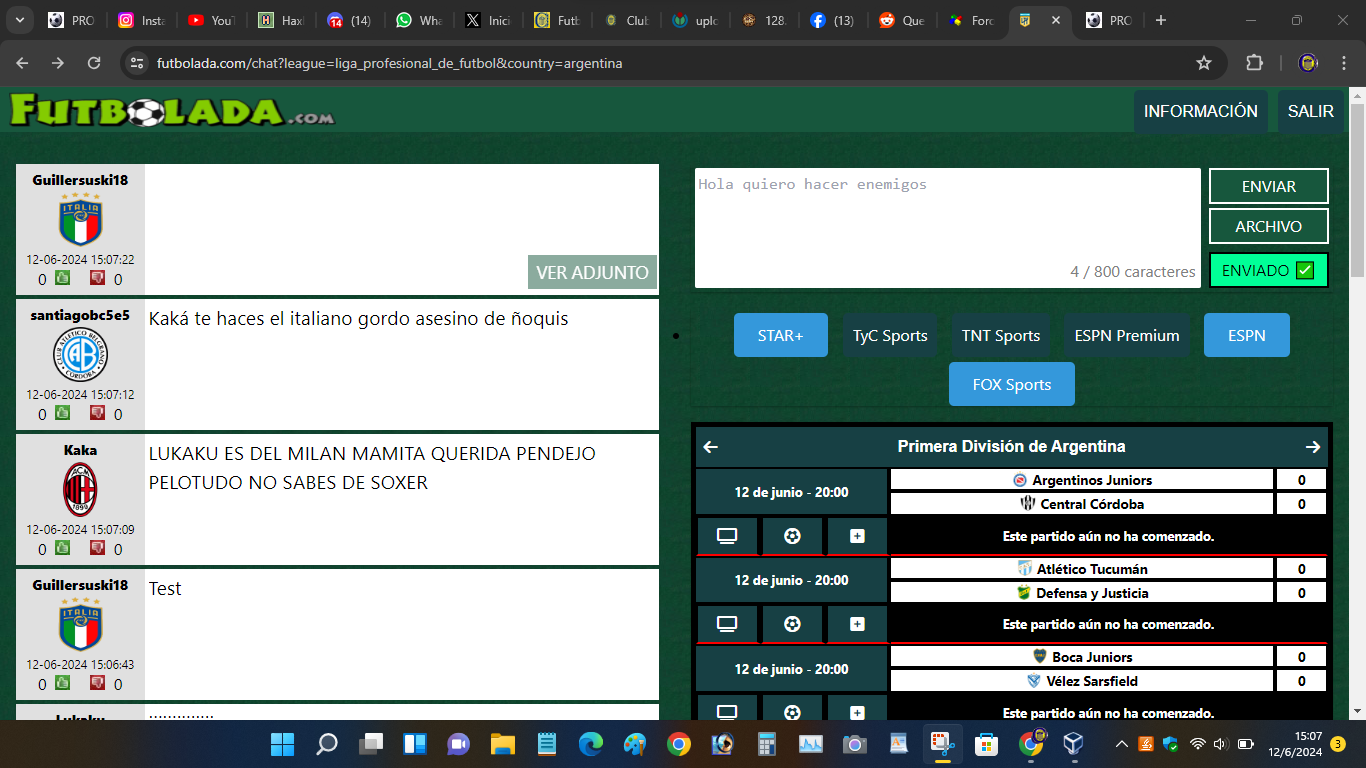 PRO
Insta
YouT
Haxl
(14)
Wha
Inici
Futb
Club
uplo
128.
(13)
Que
Forc
PRO
futbolada.com/chat?league=liga_profesional_de_futbol&country=argentina
FUTBOLADA.COM
INFORMACIÓN
SALIR
Guillersuski18
ITALIA
12-06-2024 15:07:22
0 0
VER ADJUNTO
santiagobc5e5
Kaká te haces el italiano gordo asesino de ñoquis
CLUB ATLETICO BELGRANO
CORDOBA
12-06-2024 15:07:12
0 0
Kaka
LUKAKU ES DEL MILAN MAMITA QUERIDA PENDEJO
PELOTUDO NO SABES DE SOXER
ACM
1899
12-06-2024 15:07:09
0 0
Guillersuski18
Test
ITALIA
12-06-2024 15:06:43
0 0
Lukaku
..............
Hola quiero hacer enemigos
4 / 800 caracteres
ENVIAR
ARCHIVO
ENVIADO ✅
STAR+
TyC Sports
TNT Sports
ESPN Premium
ESPN
FOX Sports
Primera División de Argentina
12 de junio - 20:00
Argentinos Juniors 0
Central Córdoba 0
Este partido aún no ha comenzado.
12 de junio - 20:00
Atlético Tucumán 0
Defensa y Justicia 0
Este partido aún no ha comenzado.
12 de junio - 20:00
Boca Juniors 0
Vélez Sarsfield 0
Este partido aún no ha comenzado.
15:07
12/6/2024
3